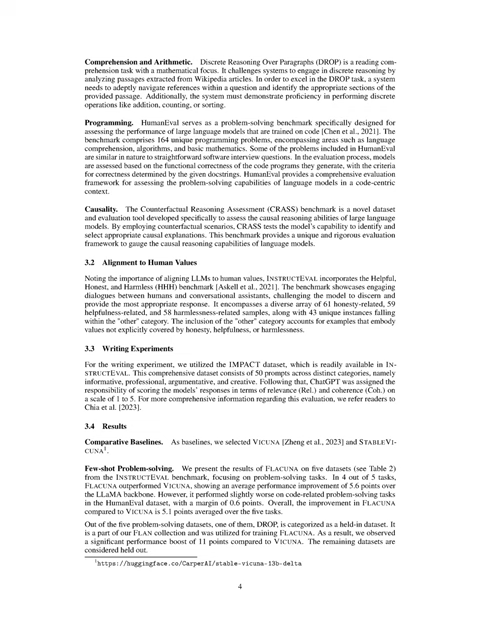 Comprehension and Arithmetic. Discrete Reasoning Over Paragraphs (DROP) is a reading com-
prehension task with a mathematical focus. It challenges systems to engage in discrete reasoning by
analyzing passages extracted from Wikipedia articles. In order to excel in the DROP task, a system
needs to adeptly navigate references within a question and identify the appropriate sections of the
provided passage. Additionally, the system must demonstrate proficiency in performing discrete
operations like addition, counting, or sorting.
Programming. HumanEval serves as a problem-solving benchmark specifically designed for
assessing the performance of large language models that are trained on code [Chen et al., 2021]. The
benchmark comprises 164 unique programming problems, encompassing areas such as language
comprehension, algorithms, and basic mathematics. Some of the problems included in HumanEval
are similar in nature to straightforward software interview questions. In the evaluation process, models
are assessed based on the functional correctness of the code programs they generate, with the criteria
for correctness determined by the given docstrings. HumanEval provides a comprehensive evaluation
framework for assessing the problem-solving capabilities of language models in a code-centric
context.
Causality. The Counterfactual Reasoning Assessment (CRASS) benchmark is a novel dataset
and evaluation tool developed specifically to assess the causal reasoning abilities of large language
models. By employing counterfactual scenarios, CRASS tests the model's capability to identify and
select appropriate causal explanations. This benchmark provides a unique and rigorous evaluation
framework to gauge the causal reasoning capabilities of language models.
3.2 Alignment to Human Values
Noting the importance of aligning LLMs to human values, INSTRUCTEVAL incorporates the Helpful,
Honest, and Harmless (HHH) benchmark [Askell et al., 2021]. The benchmark showcases engaging
dialogues between humans and conversational assistants, challenging the model to discern and
provide the most appropriate response. It encompasses a diverse array of 61 honesty-related, 59
helpfulness-related, and 58 harmlessness-related samples, along with 43 unique instances falling
within the "other" category. The inclusion of the "other" category accounts for examples that embody
values not explicitly covered by honesty, helpfulness, or harmlessness.
3.3 Writing Experiments
For the writing experiment, we utilized the IMPACT dataset, which is readily available in IN-
STRUCTEVAL. This comprehensive dataset consists of 50 prompts across distinct categories, namely
informative, professional, argumentative, and creative. Following that, ChatGPT was assigned the
responsibility of scoring the models' responses in terms of relevance (Rel.) and coherence (Coh.) on
a scale of 1 to 5. For more comprehensive information regarding this evaluation, we refer readers to
Chia et al. [2023].
3.4 Results
Comparative Baselines. As baselines, we selected VICUNA [Zheng et al., 2023] and STABLEVI-
CUNA1.
Few-shot Problem-solving. We present the results of FLACUNA on five datasets (see Table 2)
from the INSTRUCTEVAL benchmark, focusing on problem-solving tasks. In 4 out of 5 tasks,
FLACUNA outperformed VICUNA, showing an average performance improvement of 5.6 points over
the LLaMA backbone. However, it performed slightly worse on code-related problem-solving tasks
in the HumanEval dataset, with a margin of 0.6 points. Overall, the improvement in FLACUNA
compared to VICUNA is 5.1 points averaged over the five tasks.
Out of the five problem-solving datasets, one of them, DROP, is categorized as a held-in dataset. It
is a part of our FLAN collection and was utilized for training FLACUNA. As a result, we observed
a significant performance boost of 11 points compared to VICUNA. The remaining datasets are
considered held out.
1https://huggingface.co/CarperAI/stable-vicuna-13b-delta
4